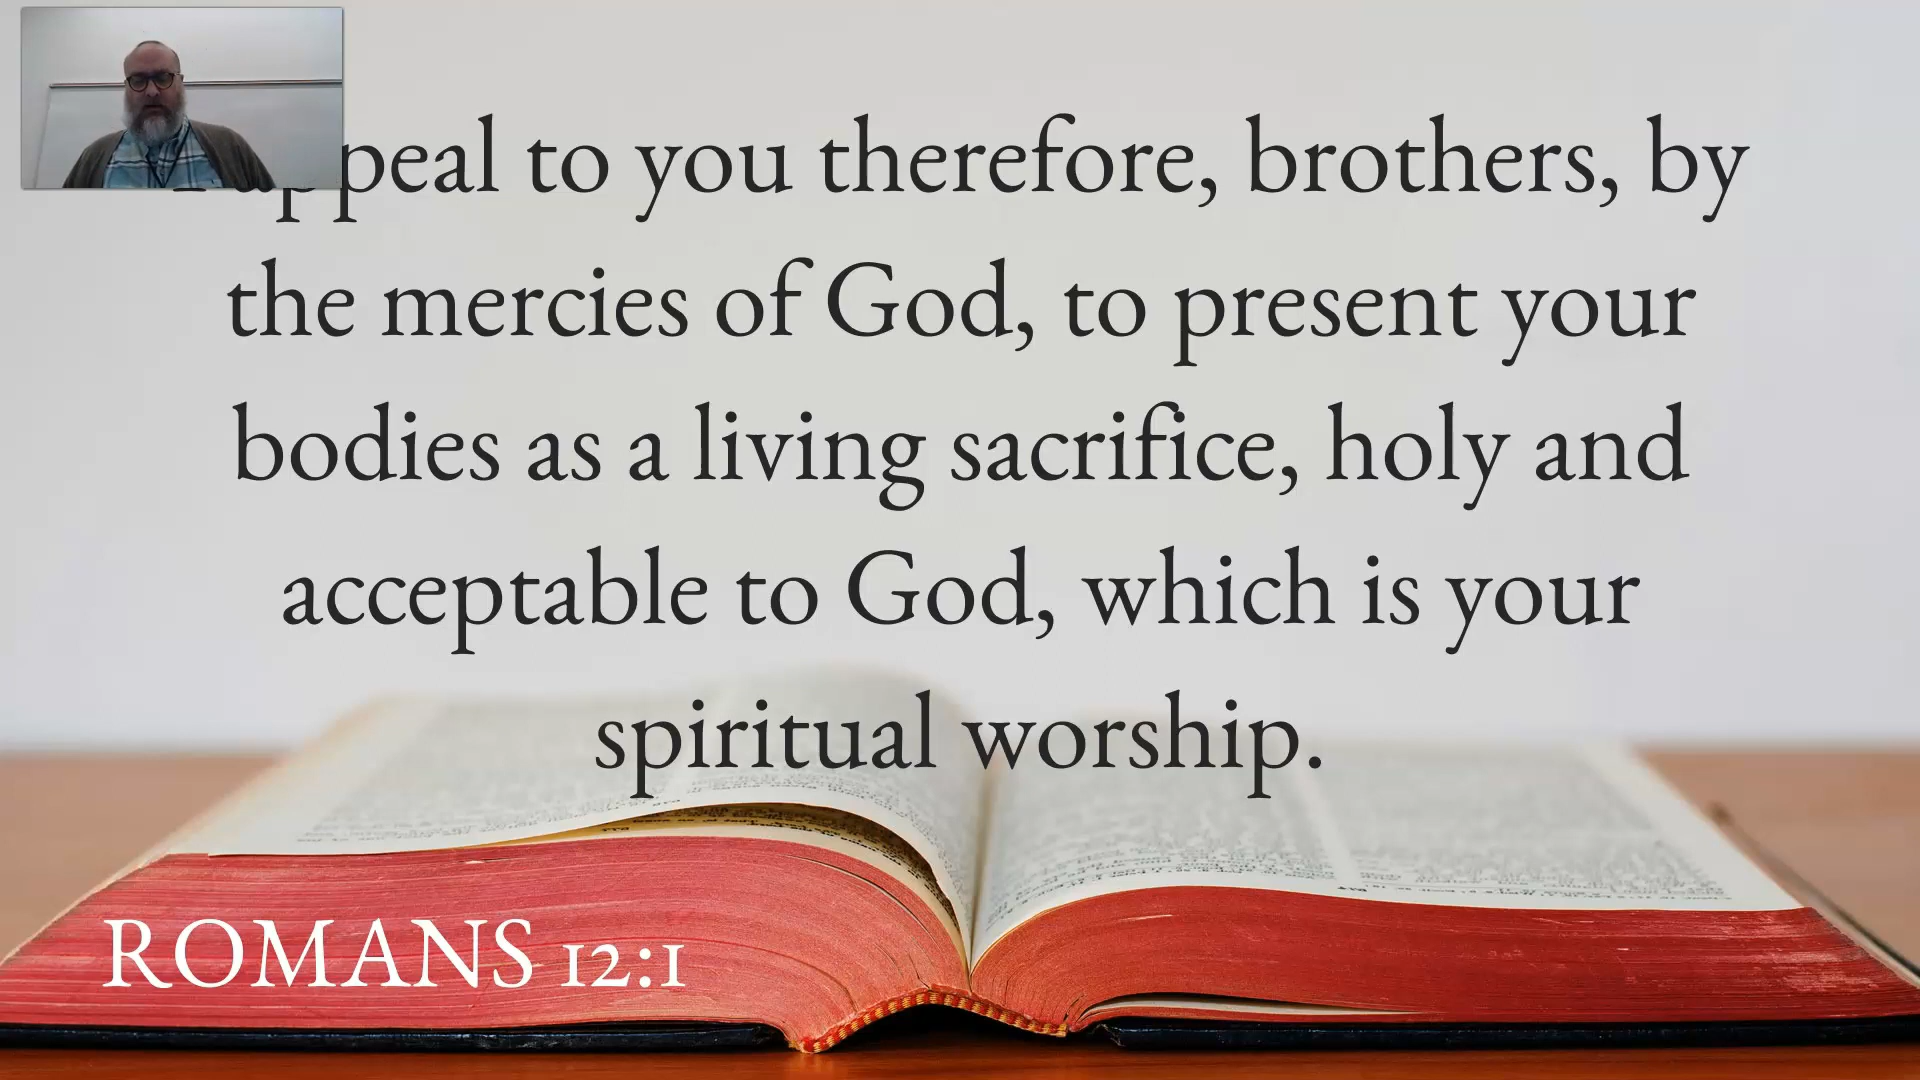 appeal to you therefore, brothers, by
the mercies of God, to present your
bodies as a living sacrifice, holy and
acceptable to God, which is your
spiritual worship.
ROMANS 12:1